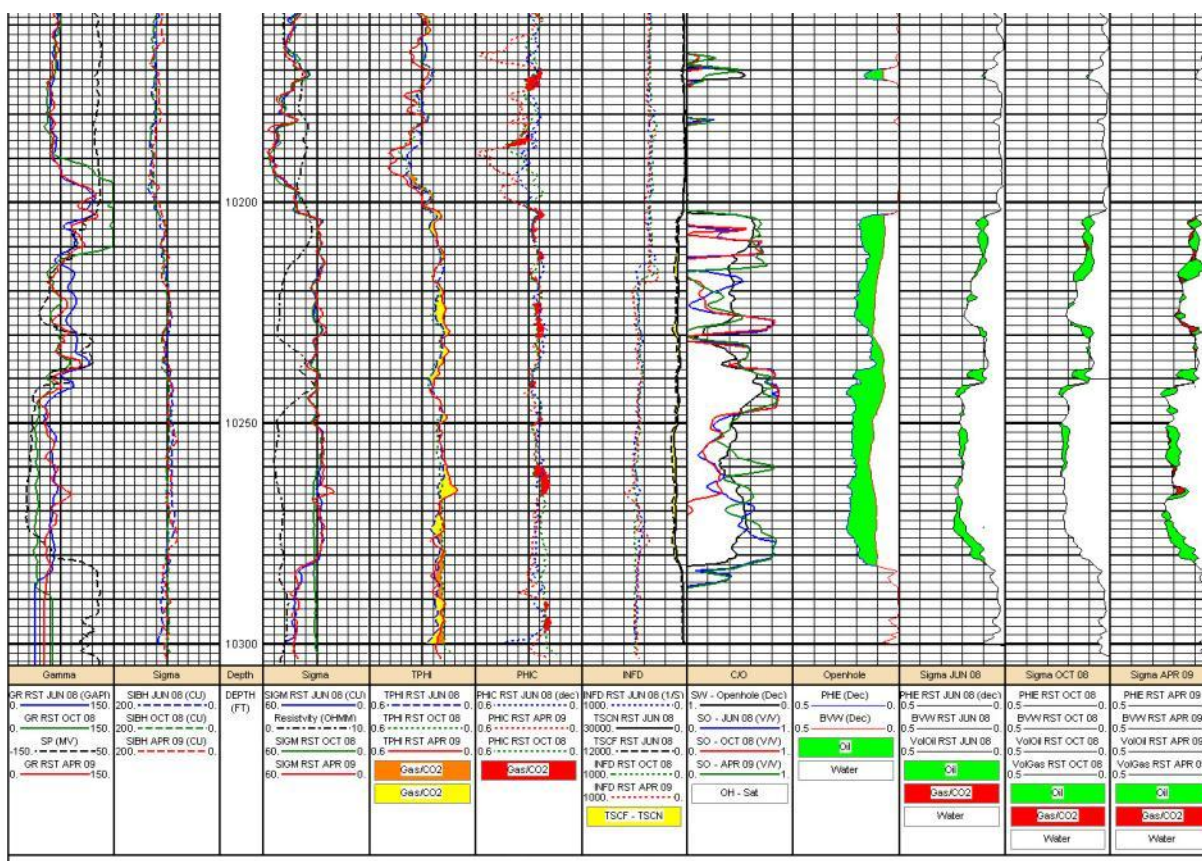 10200
10250
10300
Gamma
Sigma
Depth
Sigma
TPHI
PHIC
INFD
C/O
Openhole
Sigma JUN 08
Sigma OCT 08
Sigma APR 09
GR RST JUN 08 (GAPI)
0. 150.
GR RST OCT 08
0. 150.
SP (MV)
-150. -50.
GR RST APR 09
0. 150.
SIBH JUN 08 (CU)
200. 0.
SIBH OCT 08 (CU)
200. 0.
SIBH APR 09 (CU)
200. 0.
DEPTH
(FT)
SIGM RST JUN 08 (CU)
60. 0.
Resistvity (OHMM)
0. 10.
SIGM RST OCT 08
60. 0.
SIGM RST APR 09
60. 0.
TPHI RST JUN 08
0.6 0.
TPHI RST OCT 08
0.6 0.
TPHI RST APR 09
0.6 0.
Gas/CO2
Gas/CO2
PHIC RST JUN 08 (dec)
0.6 0.
PHIC RST APR 09
0.6 0.
PHIC RST OCT 08
0.6 0.
Gas/CO2
INFD RST JUN 08 (1/S)
1000. 0.
TSCN RST JUN 08
30000. 0.
TSCF RST JUN 08
12000. 0.
INFD RST OCT 08
1000. 0.
INFD RST APR 09
1000. 0.
TSCF - TSCN
SW - Openhole (Dec)
1. 0.
SO - JUN 08 (V/V)
0. 1.
SO - OCT 08 (V/V)
0. 1.
SO - APR 09 (V/V)
0. 1.
OH - Sat
PHIE (Dec)
0.5 0.
BVW (Dec)
0.5 0.
Oil
Water
PHIE RST JUN 08 (dec)
0.5 0.
BVW RST JUN 08
0.5 0.
VolOil RST JUN 08
0.5 0.
Oil
Gas/CO2
Water
PHIE RST OCT 08
0.5 0.
BVW RST OCT 08
0.5 0.
VolOil RST OCT 08
0.5 0.
VolGas RST OCT 08
0.5 0.
Oil
Gas/CO2
Water
PHIE RST APR 09
0.5 0.
BVW RST APR 09
0.5 0.
VolOil RST APR 09
0.5 0.
VolGas RST APR 09
0.5 0.
Oil
Gas/CO2
Water